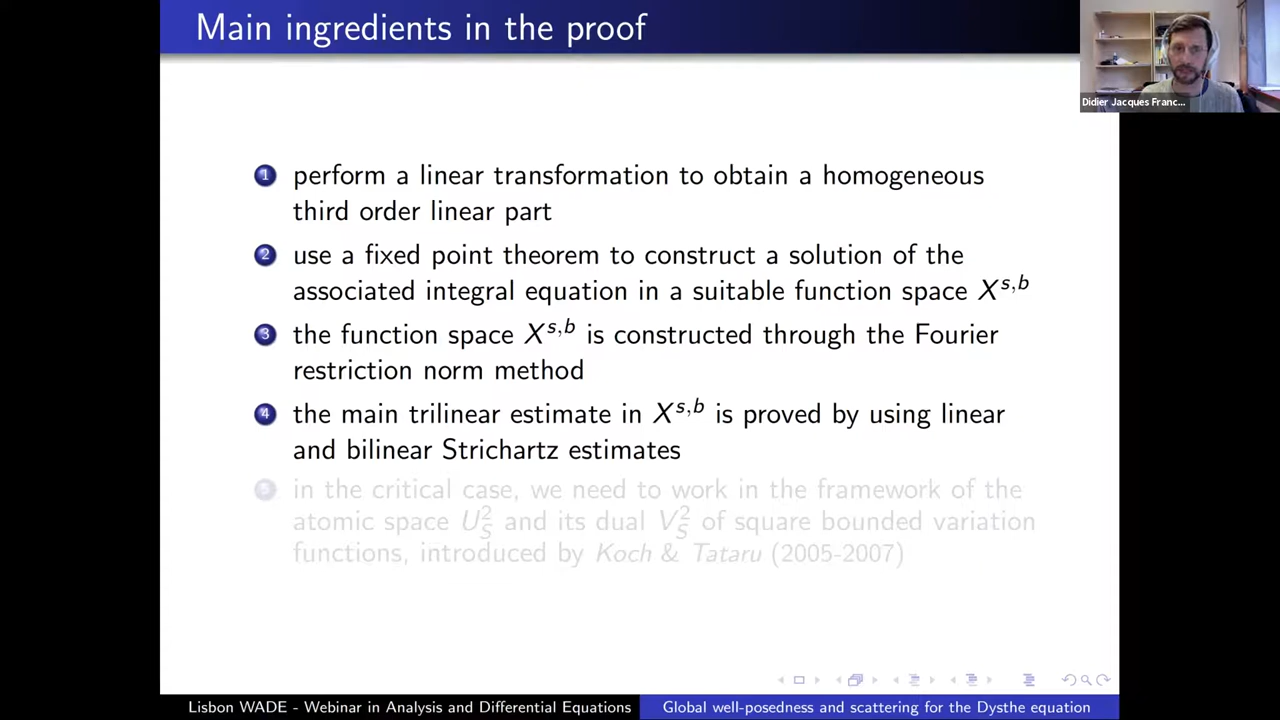 Main ingredients in the proof
Didier Jacques Franc...
1 perform a linear transformation to obtain a homogeneous
third order linear part
2 use a fixed point theorem to construct a solution of the
associated integral equation in a suitable function space X^{s,b}
3 the function space X^{s,b} is constructed through the Fourier
restriction norm method
4 the main trilinear estimate in X^{s,b} is proved by using linear
and bilinear Strichartz estimates
5 in the critical case, we need to work in the framework of the
atomic space U_S^2 and its dual V_S^2 of square bounded variation
functions, introduced by Koch & Tataru (2005-2007)
Lisbon WADE - Webinar in Analysis and Differential Equations
Global well-posedness and scattering for the Dysthe equation